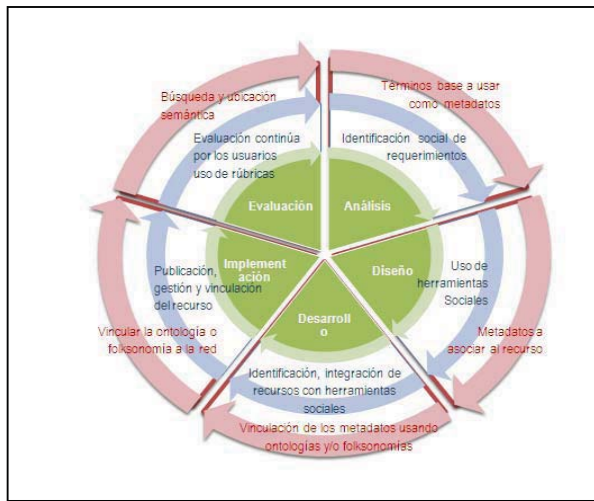 Búsqueda y ubicación
semántica
Términos base a usar
como metadatos
Evaluación continúa
por los usuarios
uso de rúbricas
Identificación social de
requerimientos
Evaluación
Análisis
Implement
ación
Diseño
Desarroll
o
Publicación,
gestión y vinculación
del recurso
Uso de
herramientas
Sociales
Vincular la ontología o
folksonomía a la red
Metadatos a
asociar al recurso
Identificación, integración de
recursos con herramientas
sociales
Vinculación de los metadatos usando
ontologías y/o folksonomías